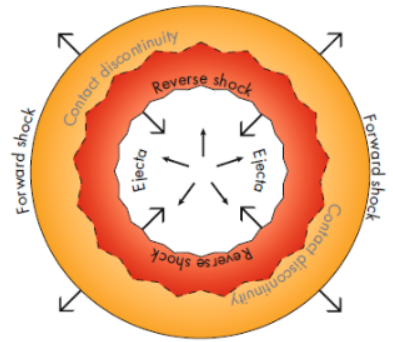 Contact discontinuity
Reverse shock
Forward shock
Forward shock
Ejecta
Ejecta
Reverse shock
Contact discontinuity